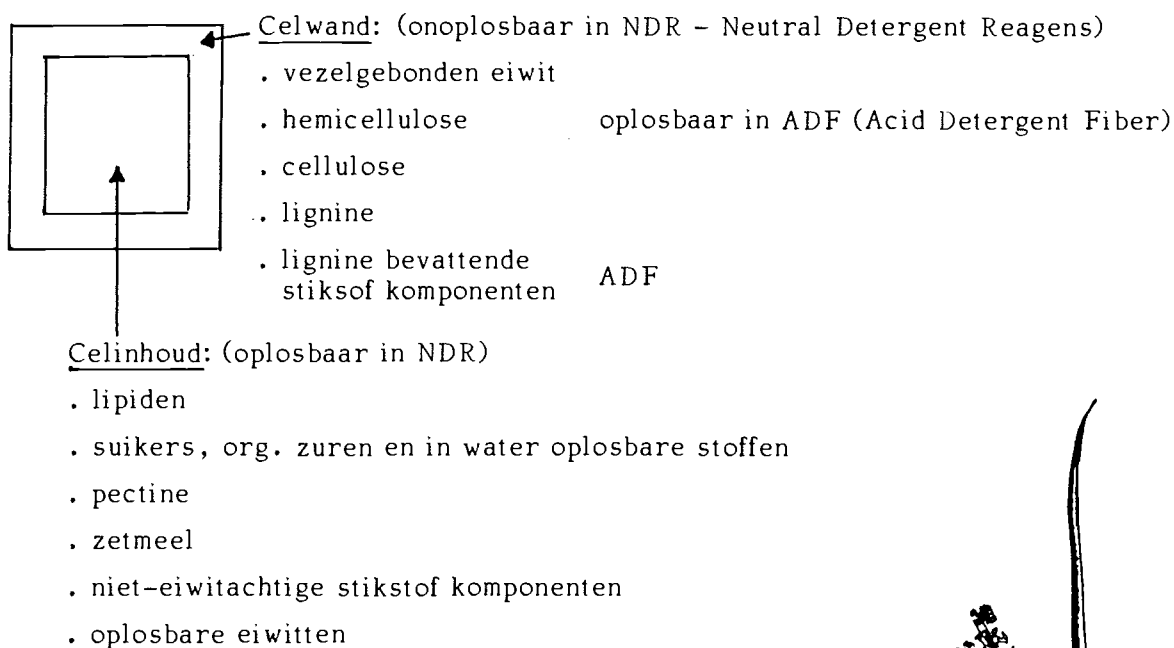 Celwand: (onoplosbaar in NDR – Neutral Detergent Reagens)
. vezelgebonden eiwit
. hemicellulose oplosbaar in ADF (Acid Detergent Fiber)
. cellulose
. lignine
. lignine bevattende
stiksof komponenten ADF
Celinhoud: (oplosbaar in NDR)
. lipiden
. suikers, org. zuren en in water oplosbare stoffen
. pectine
. zetmeel
. niet-eiwitachtige stikstof komponenten
. oplosbare eiwitten